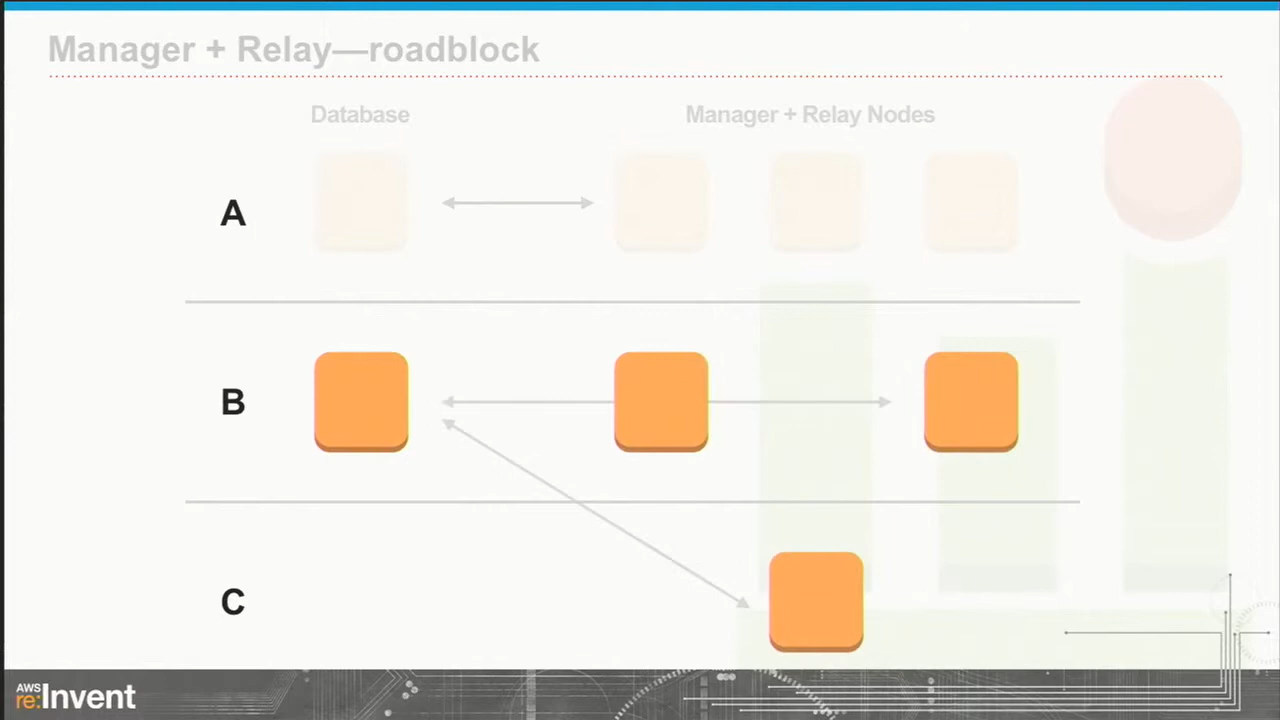 Manager + Relay—roadblock
Database
Manager + Relay Nodes
A
B
C
AWS
re:Invent